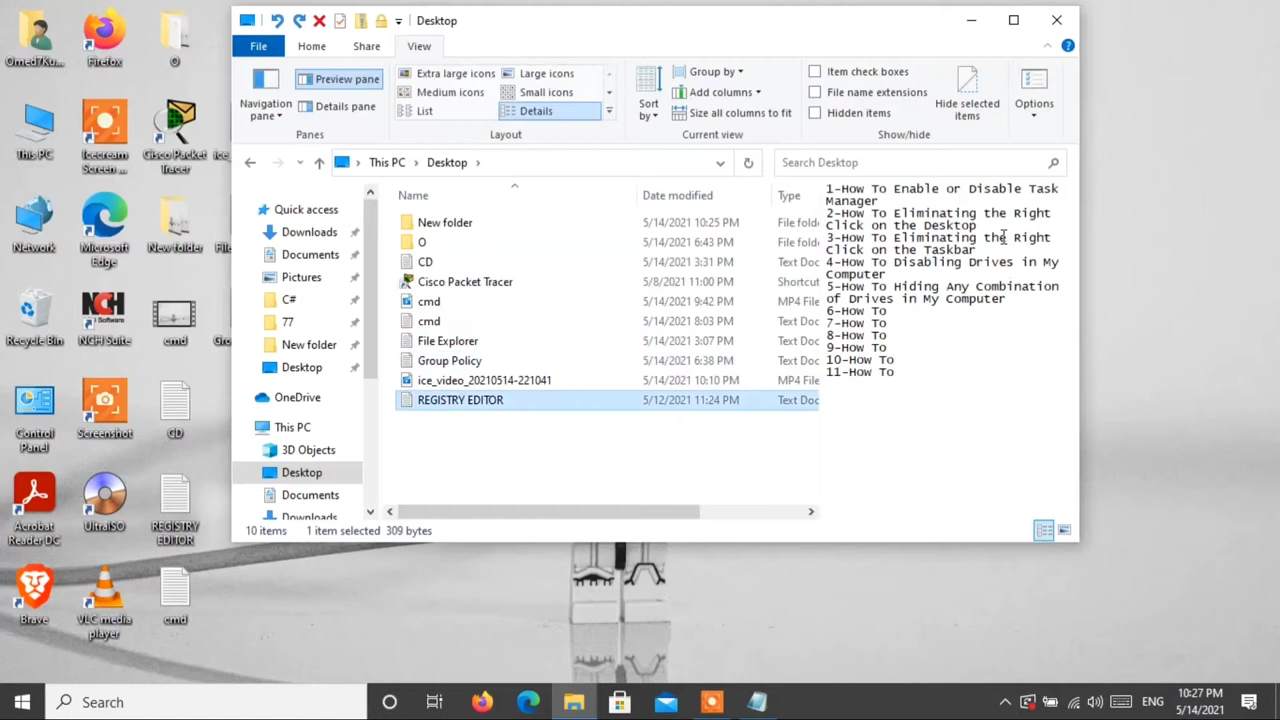 Desktop
File
Home
Share
View
Preview pane
Details pane
Navigation
pane
Panes
Extra large icons
Large icons
Medium icons
Small icons
List
Details
Layout
Sort
by
Group by
Add columns
Size all columns to fit
Current view
Item check boxes
File name extensions
Hidden items
Hide selected
items
Show/hide
Options
This PC
Desktop
Search Desktop
Quick access
Downloads
Documents
Pictures
C#
77
New folder
Desktop
OneDrive
This PC
3D Objects
Desktop
Documents
Downloads
Name Date modified Type
New folder 5/14/2021 10:25 PM File fold
O 5/14/2021 6:43 PM File fold
CD 5/14/2021 3:31 PM Text Doc
Cisco Packet Tracer 5/8/2021 11:00 PM Shortcut
cmd 5/14/2021 9:42 PM MP4 File
cmd 5/14/2021 8:03 PM Text Doc
File Explorer 5/14/2021 3:07 PM Text Doc
Group Policy 5/14/2021 6:38 PM Text Doc
ice_video_20210514-221041 5/14/2021 10:10 PM MP4 File
REGISTRY EDITOR 5/12/2021 11:24 PM Text Doc
1-How To Enable or Disable Task
Manager
2-How To Eliminating the Right
Click on the Desktop
3-How To Eliminating the Right
Click on the Taskbar
4-How To Disabling Drives in My
Computer
5-How To Hiding Any Combination
of Drives in My Computer
6-How To
7-How To
8-How To
9-How To
10-How To
11-How To
10 items 1 item selected 309 bytes
Omed7Ku...
Firefox
O
This PC
Icecream
Screen ...
Cisco Packet
Tracer
ice_
Network
Microsoft
Edge
New folder
File
Recycle Bin
NCH
Software
NCH Suite
cmd
Gro
Control
Panel
Screenshot
CD
Acrobat
Reader DC
UltraISO
REGISTRY
EDITOR
Brave
VLC media
player
cmd
Search
ENG
10:27 PM
5/14/2021